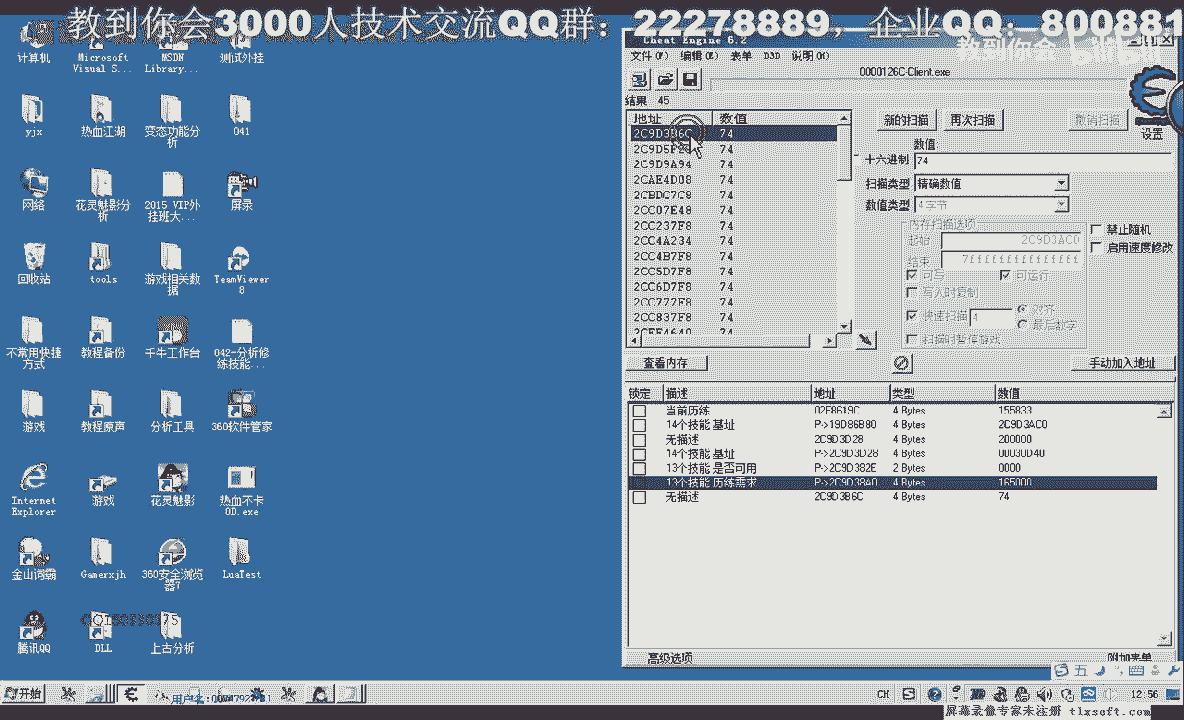 教到你会3000人技术交流QQ群：22278889，企业QQ：800881
教到你会
计算机
Microsoft Visual S...
MSDN Library...
测试外挂
yjx
热血江湖
变态功能分析
041
网络
花灵魅影分析
2015 VIP外挂班大...
屏录
回收站
tools
游戏相关数据
TeamViewer 8
不常用快捷方式
教程备份
千牛工作台
042-分析修炼技能...
游戏
教程原声
分析工具
360软件管家
Internet Explorer
游戏
花灵魅影
热血不卡OD.exe
金山词霸
Gamerxjh
360安全浏览器7
LuaTest
腾讯QQ
DLL
上古分析
Cheat Engine 6.2
文件(F) 编辑(E) 表单 D3D 说明(H)
0000126C-Client.exe
结果 45
地址 数值
2C9D3B6C 74
74
2C9D9A94 74
2CAE4D08 74
2CBDC7C8 74
2CC07E48 74
2CC237F8 74
2CC4A234 74
2CC4B7F8 74
2CC5D7F8 74
2CC6D7F8 74
2CC777F8 74
2CC837F8 74
2CEE4640 74
新的扫描 再次扫描 撤消扫描
设置
数值:
十六进制 74
扫描类型 精确数值
数值类型 4 字节
内存扫描选项
起始 2C9D3AC0
结束 7fffffffffffffff
可写 可运行
写入时复制
快速扫描 4 对齐
最后数字
扫描时暂停游戏
禁止随机
启用速度修改
查看内存
手动加入地址
锁定 描述 地址 类型 数值
当前历练 02F8619C 4 Bytes 155833
14个技能 基址 P->19D86B80 4 Bytes 2C9D3AC0
无描述 2C9D3D28 4 Bytes 200000
14个技能 基址 P->2C9D3D28 4 Bytes 00030D40
13个技能 是否可用 P->2C9D382E 2 Bytes 0000
13个技能 历练需求 P->2C9D38A0 4 Bytes 165000
无描述 2C9D3B6C 4 Bytes 74
高级选项
附加表单
开始
CH
12:56
屏幕录像专家未注册 tlxsoft.com